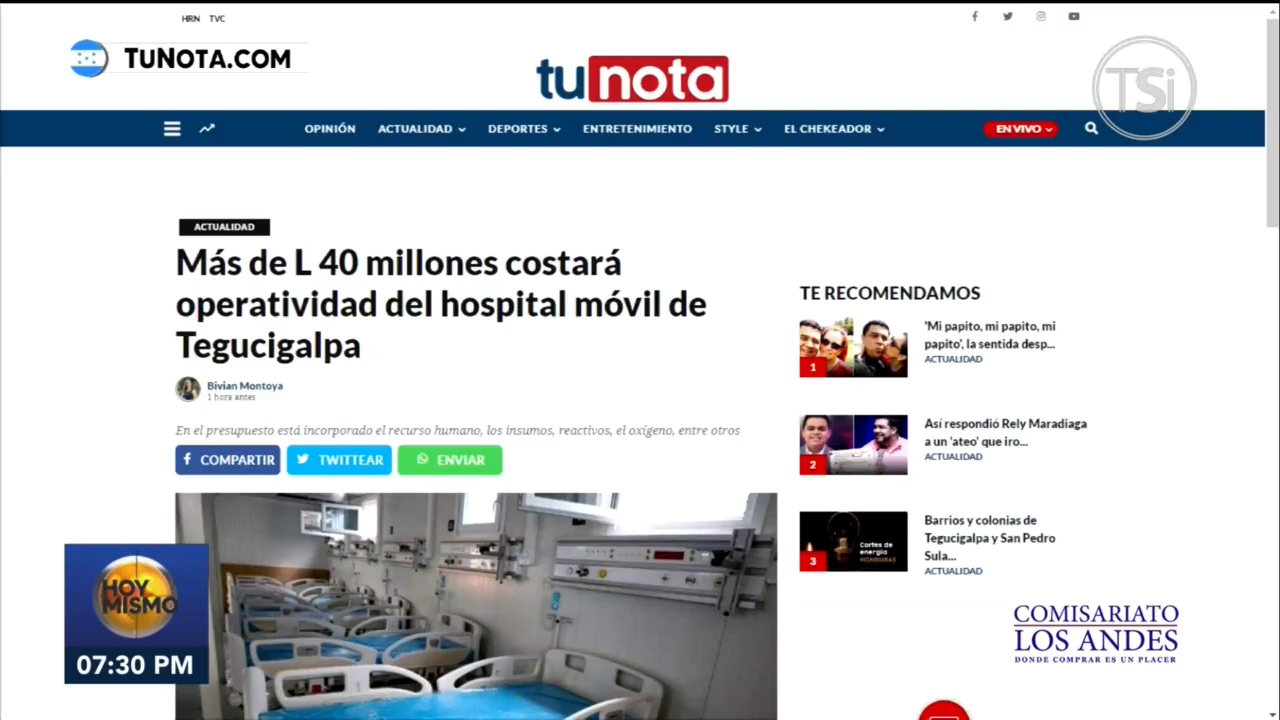 HRN TVC
TUNOTA.COM
tunota
TSi
OPINIÓN ACTUALIDAD DEPORTES ENTRETENIMIENTO STYLE EL CHEKEADOR EN VIVO
ACTUALIDAD
Más de L 40 millones costará
operatividad del hospital móvil de
Tegucigalpa
Bivian Montoya
1 hora antes
En el presupuesto está incorporado el recurso humano, los insumos, reactivos, el oxígeno, entre otros
COMPARTIR TWITTEAR ENVIAR
TE RECOMENDAMOS
'Mi papito, mi papito, mi
papito', la sentida desp...
ACTUALIDAD
1
Así respondió Rely Maradiaga
a un 'ateo' que iro...
ACTUALIDAD
2
Barrios y colonias de
Tegucigalpa y San Pedro
Sula...
ACTUALIDAD
Cortes de
energía
HONDURAS
3
HOY
MISMO
07:30 PM
COMISARIATO
LOS ANDES
DONDE COMPRAR ES UN PLACER